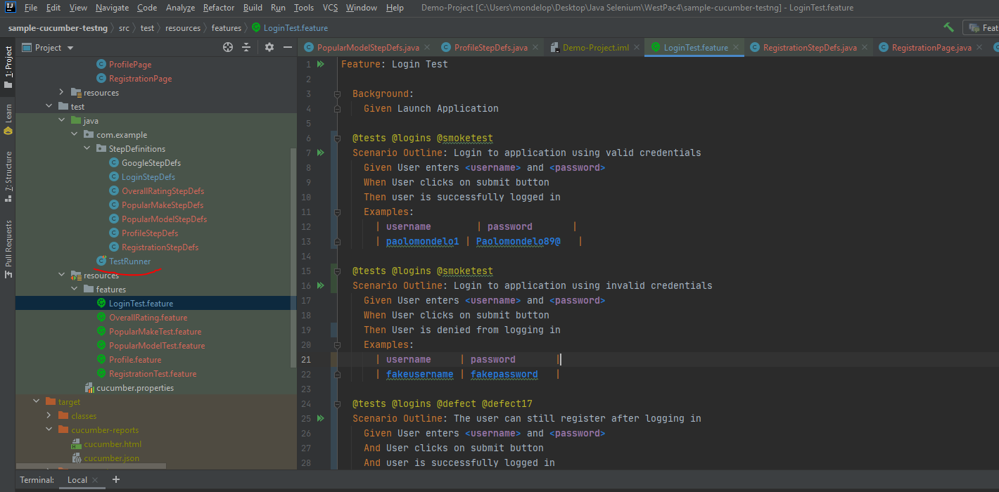 File Edit View Navigate Code Analyze Refactor Build Run Tools VCS Window Help Demo-Project [C:\Users\mondelop\Desktop\Java Selenium\WestPac4\sample-cucumber-testng] - LoginTest.feature
sample-cucumber-testng src test resources features LoginTest.feature Feat
Project
PopularModelStepDefs.java ProfileStepDefs.java Demo-Project.iml LoginTest.feature RegistrationStepDefs.java RegistrationPage.java
1: Project
Learn
7: Structure
Pull Requests
ProfilePage
RegistrationPage
resources
test
java
com.example
StepDefinitions
GoogleStepDefs
LoginStepDefs
OverallRatingStepDefs
PopularMakeStepDefs
PopularModelStepDefs
ProfileStepDefs
RegistrationStepDefs
TestRunner
resources
features
LoginTest.feature
OverallRating.feature
PopularMakeTest.feature
PopularModelTest.feature
Profile.feature
RegistrationTest.feature
cucumber.properties
target
classes
cucumber-reports
cucumber.html
cucumber.json
1 Feature: Login Test
2
3 Background:
4 Given Launch Application
5
6 @tests @logins @smoketest
7 Scenario Outline: Login to application using valid credentials
8 Given User enters <username> and <password>
9 When User clicks on submit button
10 Then user is successfully logged in
11 Examples:
12 | username | password |
13 | paolomondelo1 | Paolomondelo89@ |
14
15 @tests @logins @smoketest
16 Scenario Outline: Login to application using invalid credentials
17 Given User enters <username> and <password>
18 When User clicks on submit button
19 Then User is denied from logging in
20 Examples:
21 | username | password |
22 | fakeusername | fakepassword |
23
24 @tests @logins @defect @defect17
25 Scenario Outline: The user can still register after logging in
26 Given User enters <username> and <password>
27 And User clicks on submit button
28 And user is successfully logged in
Terminal: Local +